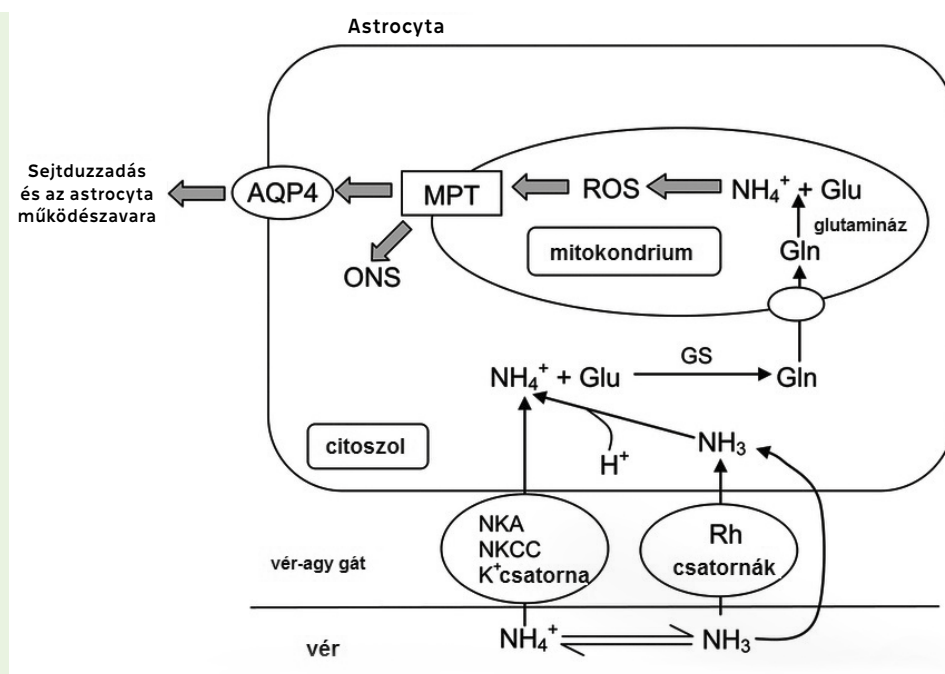 Astrocyta
Sejtduzzadás
és az astrocyta
működészavara
AQP4
MPT
ROS
NH₄⁺ + Glu
glutamináz
mitokondrium
Gln
ONS
GS
NH₄⁺ + Glu
Gln
citoszol
H⁺
NH₃
NKA
NKCC
K⁺csatorna
Rh
csatornák
vér-agy gát
vér
NH₄⁺
NH₃